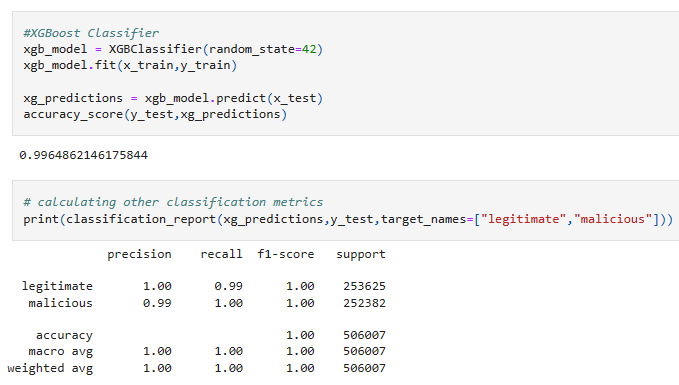 #XGBoost Classifier
xgb_model = XGBClassifier(random_state=42)
xgb_model.fit(x_train,y_train)
xg_predictions = xgb_model.predict(x_test)
accuracy_score(y_test,xg_predictions)
0.9964862146175844
# calculating other classification metrics
print(classification_report(xg_predictions,y_test,target_names=["legitimate","malicious"]))
precision recall f1-score support
legitimate 1.00 0.99 1.00 253625
malicious 0.99 1.00 1.00 252382
accuracy 1.00 506007
macro avg 1.00 1.00 1.00 506007
weighted avg 1.00 1.00 1.00 506007